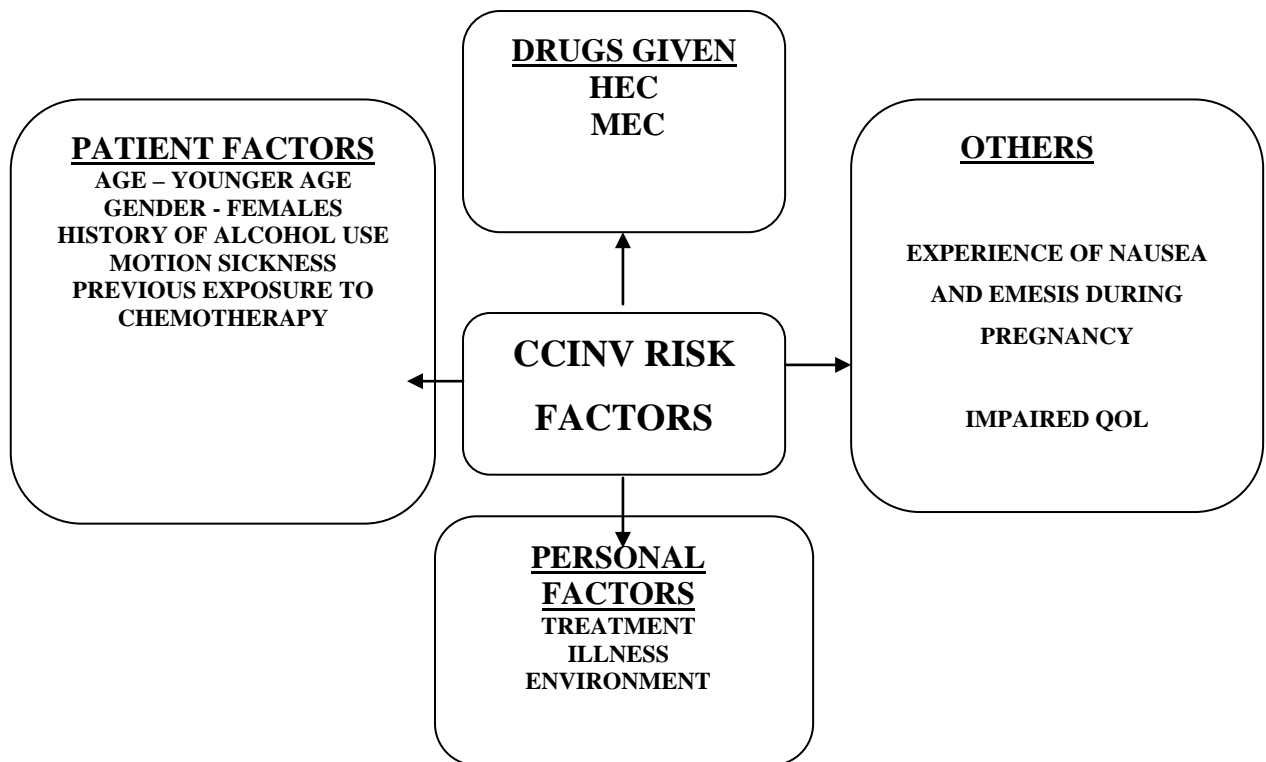 DRUGS GIVEN
HEC
MEC
PATIENT FACTORS
AGE – YOUNGER AGE
GENDER - FEMALES
HISTORY OF ALCOHOL USE
MOTION SICKNESS
PREVIOUS EXPOSURE TO
CHEMOTHERAPY
OTHERS
EXPERIENCE OF NAUSEA
AND EMESIS DURING
PREGNANCY
IMPAIRED QOL
CCINV RISK
FACTORS
PERSONAL
FACTORS
TREATMENT
ILLNESS
ENVIRONMENT